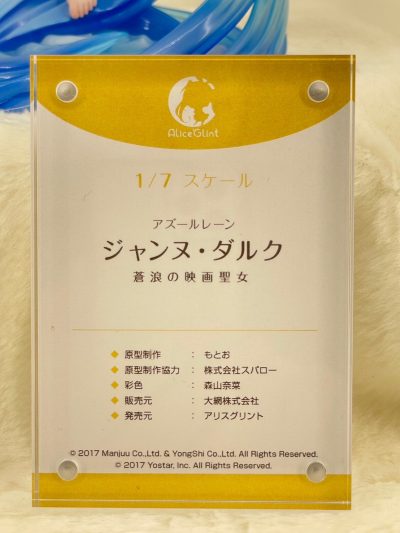 Alice Glint
1/7 スケール
アズールレーン
ジャンヌ・ダルク
蒼浪の映画聖女
◆ 原型制作 : もとお
◆ 原型制作協力 : 株式会社スパロー
◆ 彩色 : 森山奈菜
◆ 販売元 : 大網株式会社
◆ 発売元 : アリスグリント
© 2017 Manjuu Co.,Ltd. & YongShi Co.,Ltd. All Rights Reserved.
© 2017 Yostar, Inc. All Rights Reserved.